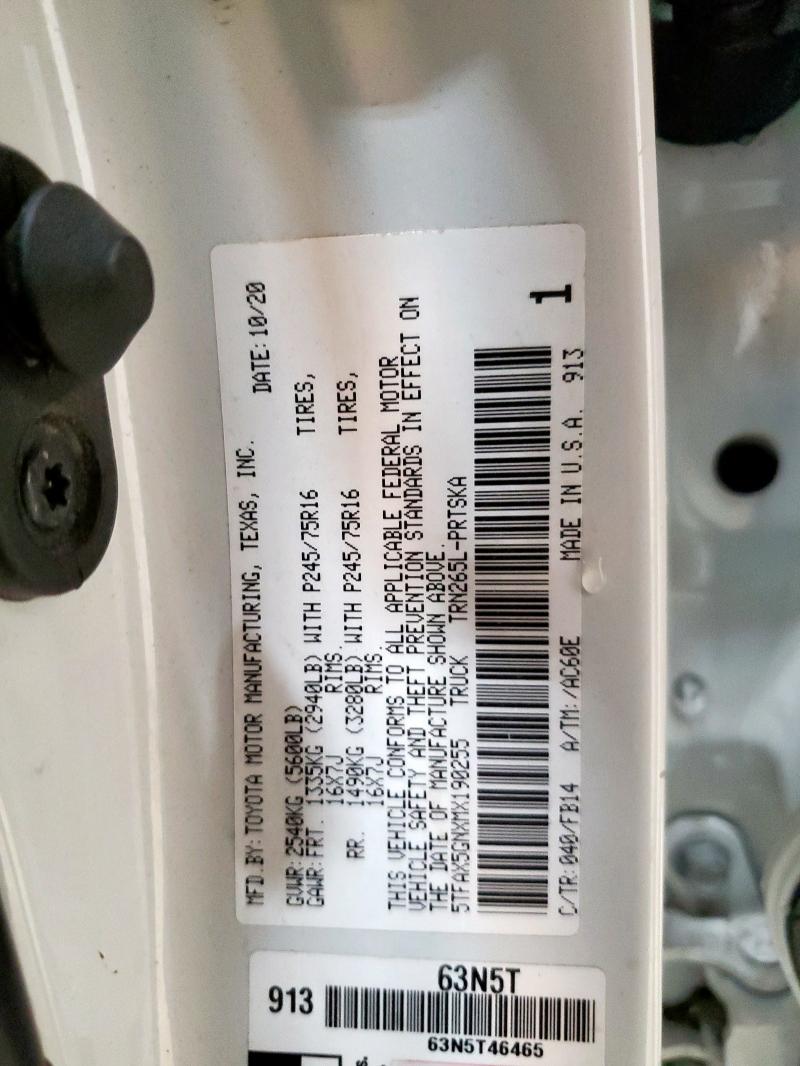 MFD.BY: TOYOTA MOTOR MANUFACTURING, TEXAS, INC. DATE: 10/20
GVWR: 2540KG (5600LB)
GAWR: FRT. 1335KG (2940LB) WITH P245/75R16 TIRES,
16X7J RIMS.
RR. 1490KG (3280LB) WITH P245/75R16 TIRES,
16X7J RIMS.
THIS VEHICLE CONFORMS TO ALL APPLICABLE FEDERAL MOTOR
VEHICLE SAFETY AND THEFT PREVENTION STANDARDS IN EFFECT ON
THE DATE OF MANUFACTURE SHOWN ABOVE.
5TFAX5GNXMX190255 TRUCK TRN265L-PRTSKA
1
C/TR: 040/FB14 A/TM: /AC60E MADE IN U.S.A. 913
63N5T
913
63N5T46465
s.